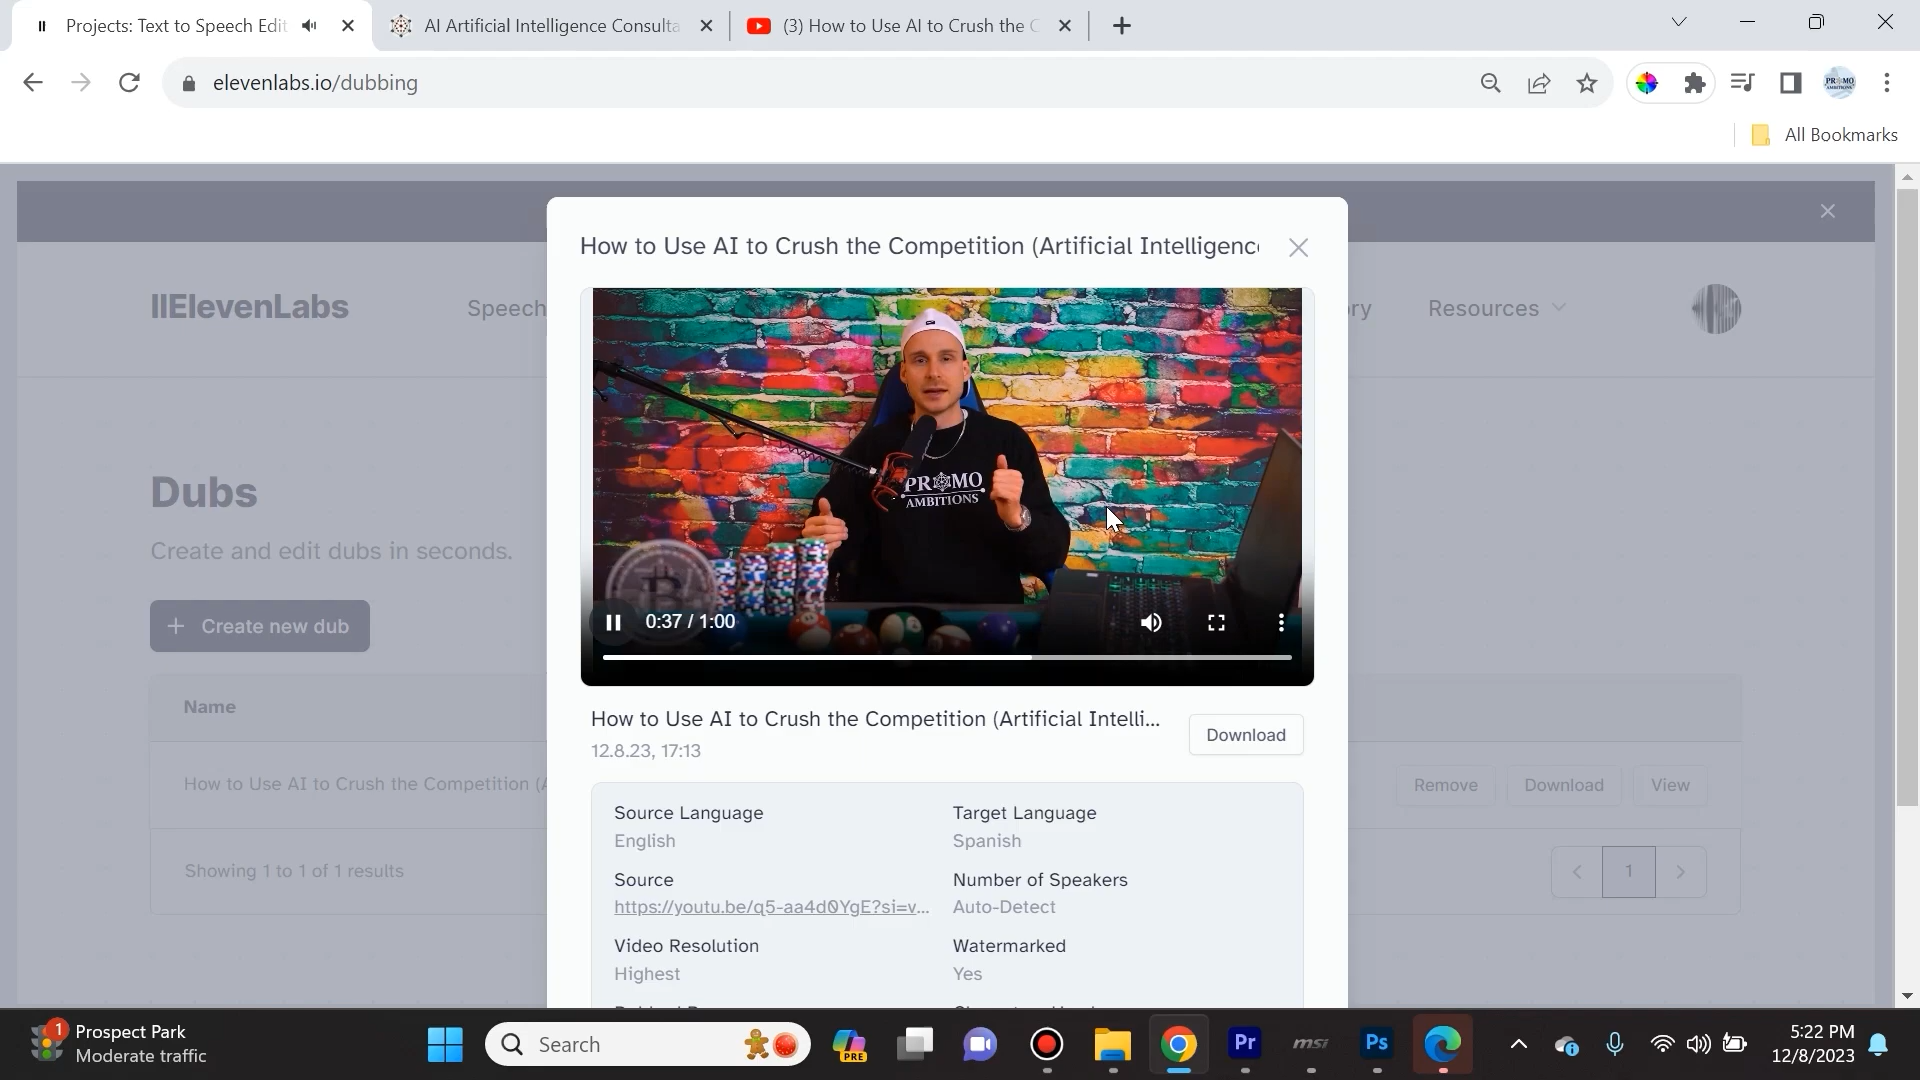 Projects: Text to Speech Edit
AI Artificial Intelligence Consulta
(3) How to Use AI to Crush the C
elevenlabs.io/dubbing
All Bookmarks
How to Use AI to Crush the Competition (Artificial Intelligenc
IIElevenLabs
Speech
ry
Resources
PROMO
AMBITIONS
Dubs
Create and edit dubs in seconds.
+ Create new dub
0:37 / 1:00
Name
How to Use AI to Crush the Competition (Artificial Intelli...
12.8.23, 17:13
Download
How to Use AI to Crush the Competition (A
Remove
Download
View
Source Language
Target Language
English
Spanish
Showing 1 to 1 of 1 results
1
Source
Number of Speakers
https://youtu.be/q5-aa4d0YgE?si=v...
Auto-Detect
Video Resolution
Watermarked
Highest
Yes
1
Prospect Park
Moderate traffic
Search
PRE
Pr
msi
Ps
5:22 PM
12/8/2023